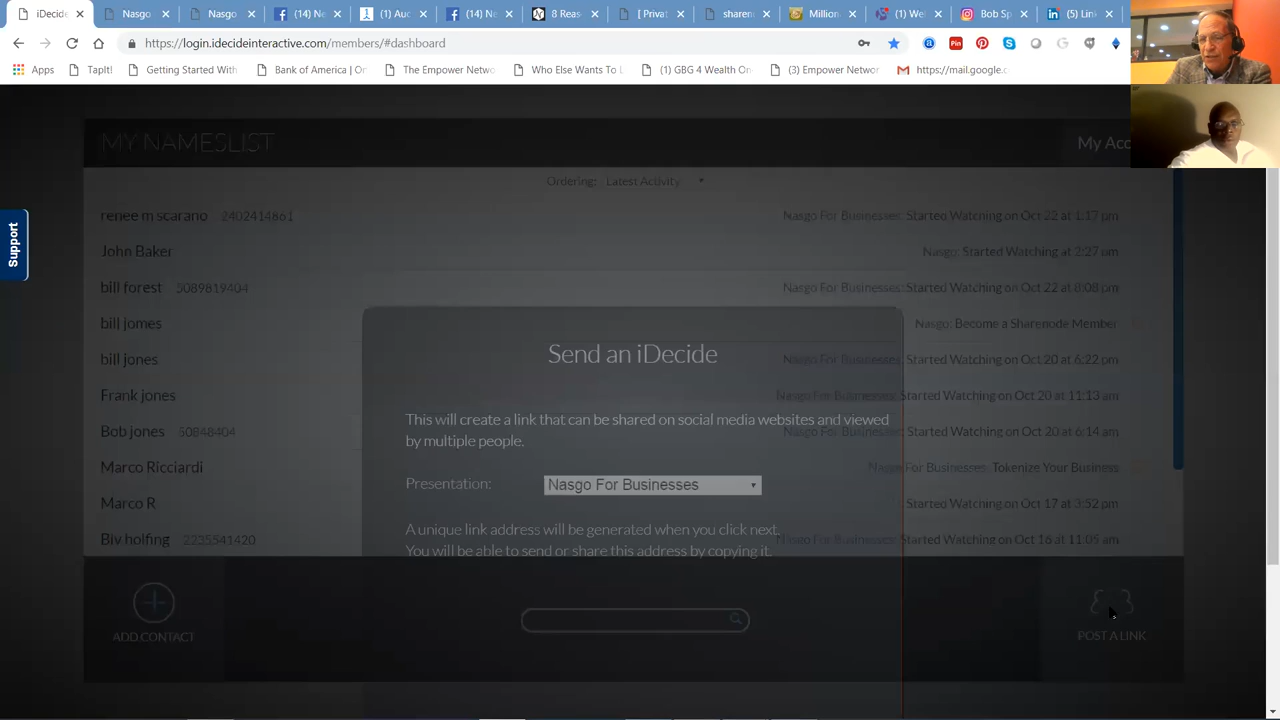 iDecide
Nasgo
Nasgo
(14) Ne
(1) Auc
(14) Ne
8 Reas
[ Privat
sharen
Million
(1) Wel
Bob Sp
(5) Link
https://login.idecideinteractive.com/members/#dashboard
Apps
TapIt!
Getting Started With
Bank of America | On
The Empower Netwo
Who Else Wants To L
(1) GBG 4 Wealth On
(3) Empower Networ
https://mail.google.c
MY NAMESLIST
My Acc
Ordering: Latest Activity
renee m scarano 2402414861
Nasgo For Businesses: Started Watching on Oct 22 at 1:17 pm
John Baker
Nasgo: Started Watching at 2:27 pm
bill forest 5089819404
Nasgo For Businesses: Started Watching on Oct 22 at 8:08 pm
bill jomes
Nasgo: Become a Sharenode Member
bill jones
Nasgo For Businesses: Started Watching on Oct 20 at 6:22 pm
Frank jones
Nasgo For Businesses: Started Watching on Oct 20 at 11:13 am
Bob jones 60848404
Nasgo For Businesses: Started Watching on Oct 20 at 6:14 am
Marco Ricciardi
Nasgo For Businesses: Tokenize Your Business
Marco R
Started Watching on Oct 17 at 3:52 pm
Biv holfing 2235541420
Nasgo For Businesses: Started Watching on Oct 16 at 11:05 am
Send an iDecide
This will create a link that can be shared on social media websites and viewed
by multiple people.
Presentation: Nasgo For Businesses
A unique link address will be generated when you click next.
You will be able to send or share this address by copying it.
ADD CONTACT
POST A LINK
Support